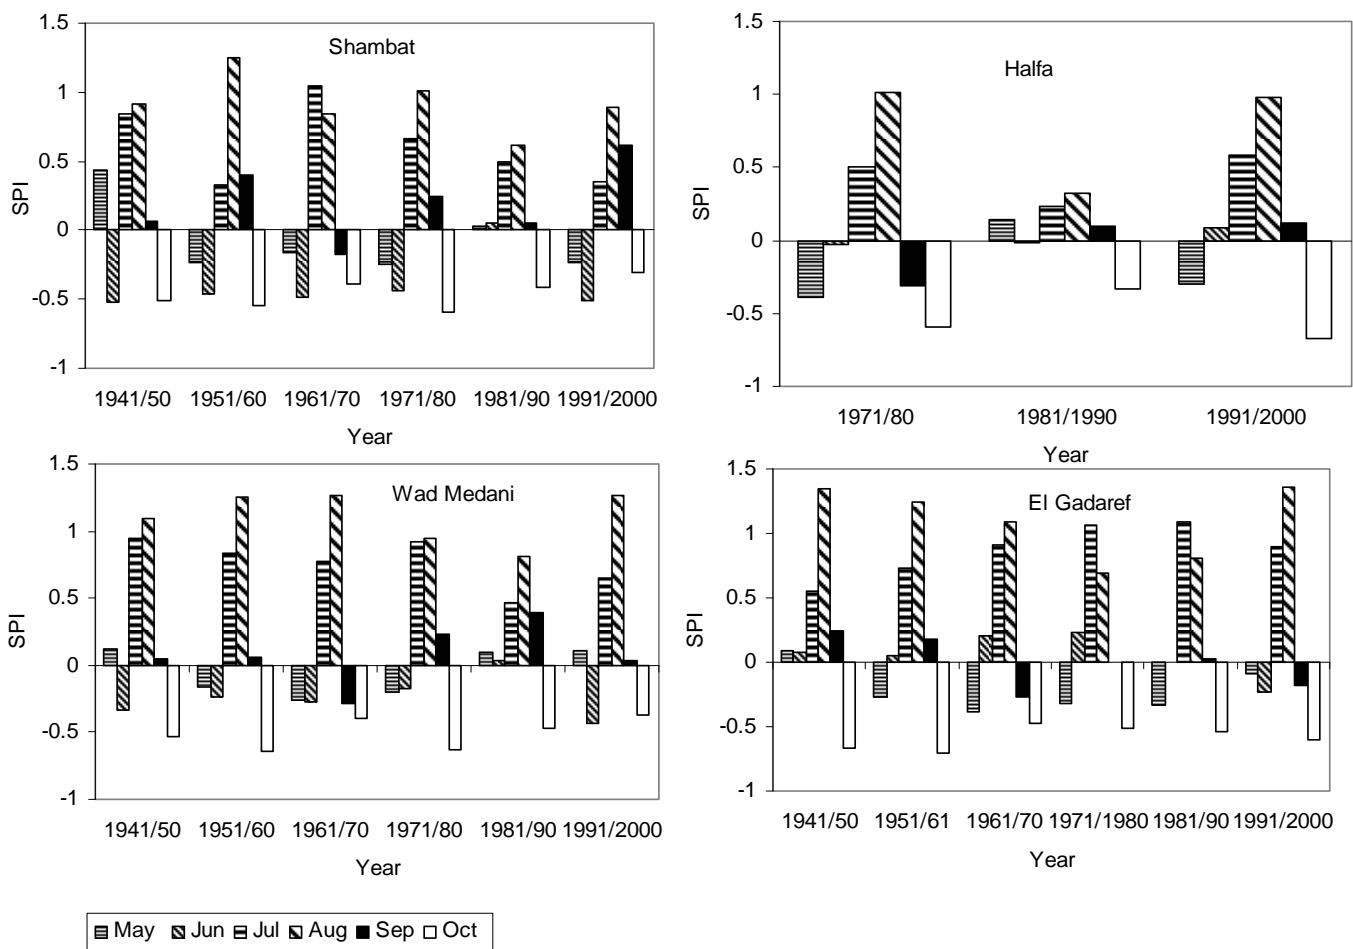 Shambat
1.5
1
0.5
0
-0.5
-1
SPI
1941/50 1951/60 1961/70 1971/80 1981/90 1991/2000
Year
Halfa
1.5
1
0.5
0
-0.5
-1
SPI
1971/80 1981/1990 1991/2000
Year
Wad Medani
1.5
1
0.5
0
-0.5
-1
SPI
1941/50 1951/60 1961/70 1971/80 1981/90 1991/2000
Year
El Gadaref
1.5
1
0.5
0
-0.5
-1
SPI
1941/50 1951/61 1961/70 1971/1980 1981/90 1991/2000
Year
May Jun Jul Aug Sep Oct